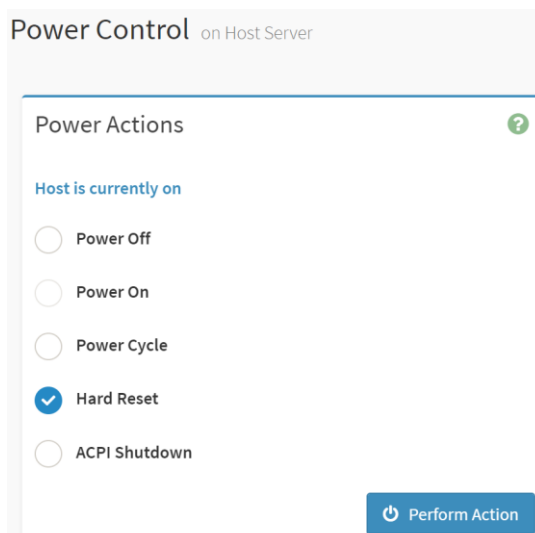 Power Control on Host Server
Power Actions
Host is currently on
Power Off
Power On
Power Cycle
Hard Reset
ACPI Shutdown
Perform Action